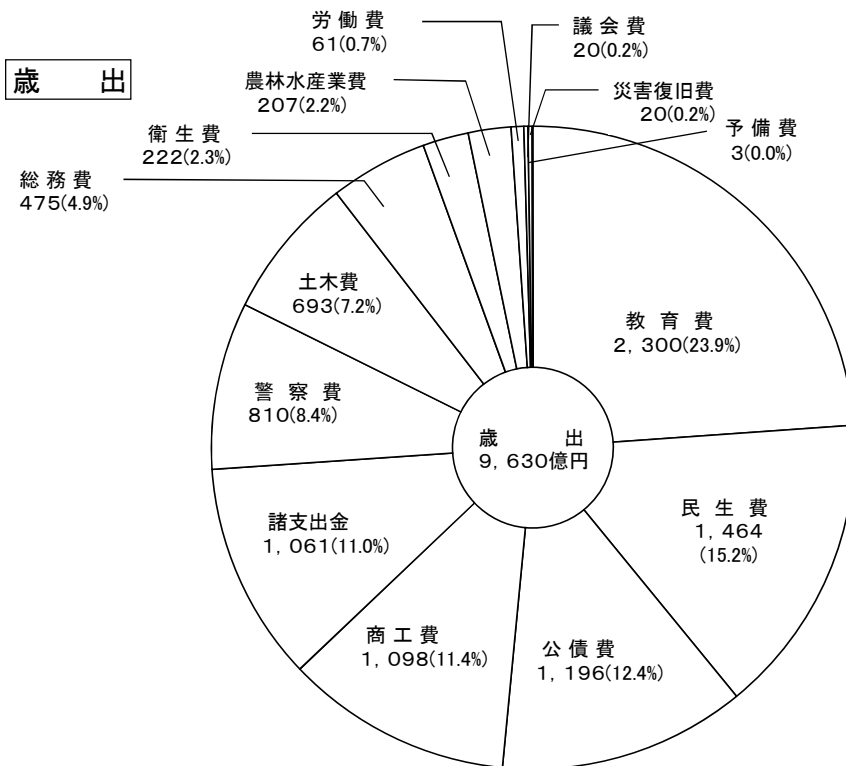 歳 出
労 働 費
61(0.7%)
議 会 費
20(0.2%)
農林水産業費
207(2.2%)
災害復旧費
20(0.2%)
衛 生 費
222(2.3%)
予 備 費
3(0.0%)
総 務 費
475(4.9%)
土木費
693(7.2%)
教 育 費
2, 300(23.9%)
警 察 費
810(8.4%)
歳 出
9, 630億円
民 生 費
1, 464
(15.2%)
諸支出金
1, 061(11.0%)
商 工 費
1, 098(11.4%)
公 債 費
1, 196(12.4%)